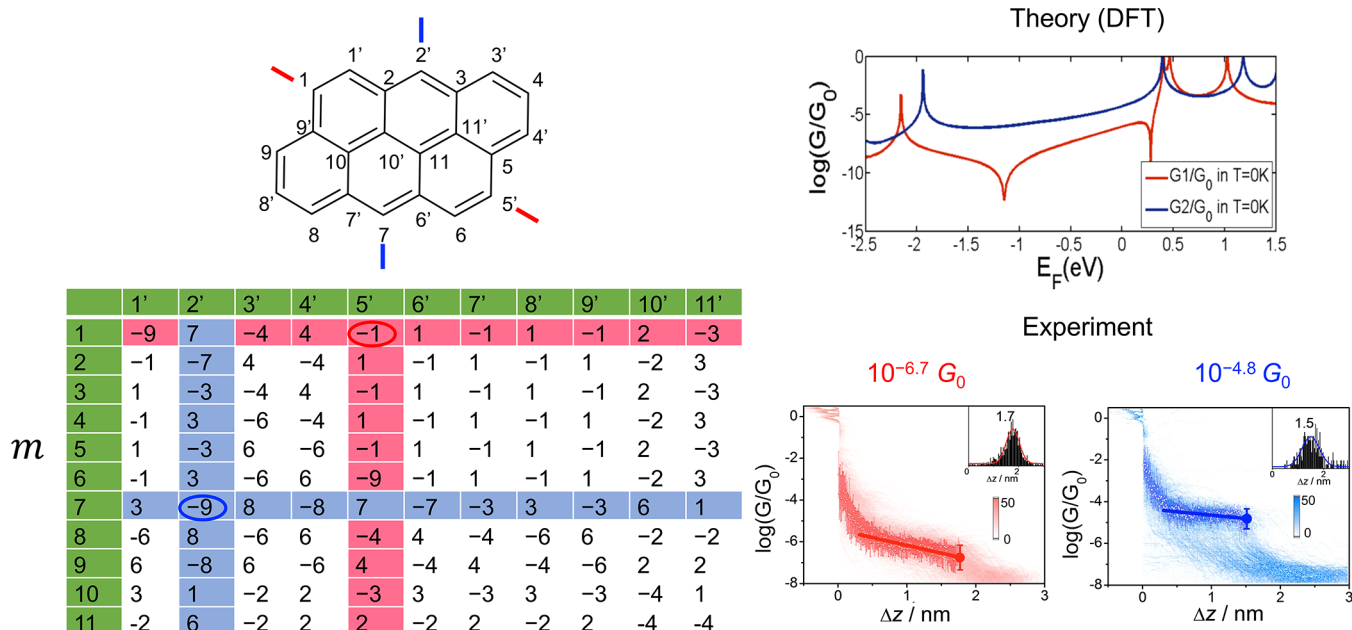 1
1'
2
2'
3
3'
4
4'
11'
5
5'
6
6'
7
7'
8
8'
9
9'
10
10'
11
m
1' 2' 3' 4' 5' 6' 7' 8' 9' 10' 11'
1 −9 7 −4 4 −1 1 −1 1 −1 2 −3
2 −1 −7 4 −4 1 −1 1 −1 1 −2 3
3 1 −3 −4 4 −1 1 −1 1 −1 2 −3
4 -1 3 −6 −4 1 −1 1 −1 1 −2 3
5 1 −3 6 −6 −1 1 −1 1 −1 2 −3
6 -1 3 −6 6 −9 −1 1 −1 1 −2 3
7 3 −9 8 −8 7 −7 −3 3 −3 6 1
8 -6 8 −6 6 −4 4 −4 −6 6 −2 −2
9 6 −8 6 −6 4 −4 4 −4 −6 2 2
10 3 1 −2 2 −3 3 −3 3 −3 −4 1
11 -2 6 −2 2 2 −2 2 −2 2 -4 -4
Theory (DFT)
log(G/G0)
0
-5
-10
-15
-2.5 -2 -1.5 -1 -0.5 0 0.5 1 1.5
EF(eV)
G1/G0 in T=0K
G2/G0 in T=0K
Experiment
10−6.7 G0
log(G/G0)
0
-2
-4
-6
-8
0 1 2 3
Δz / nm
1.7
0 2
Δz / nm
50
0
10−4.8 G0
log(G/G0)
0
-2
-4
-6
-8
0 1 2 3
Δz / nm
1.5
0 2
Δz / nm
50
0